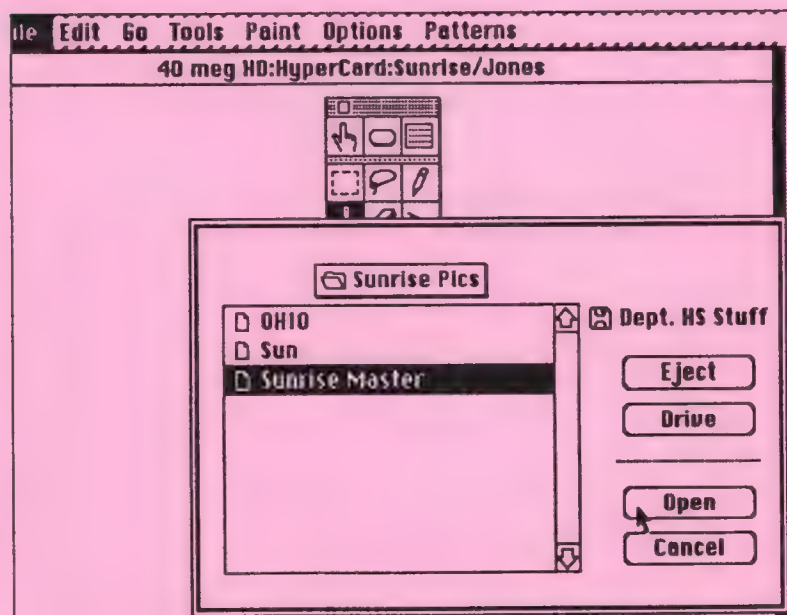 ile Edit Go Tools Paint Options Patterns
40 meg HD:HyperCard:Sunrise/Jones
Sunrise Pics
OHIO
Sun
Sunrise Master
Dept. HS Stuff
Eject
Drive
Open
Cancel